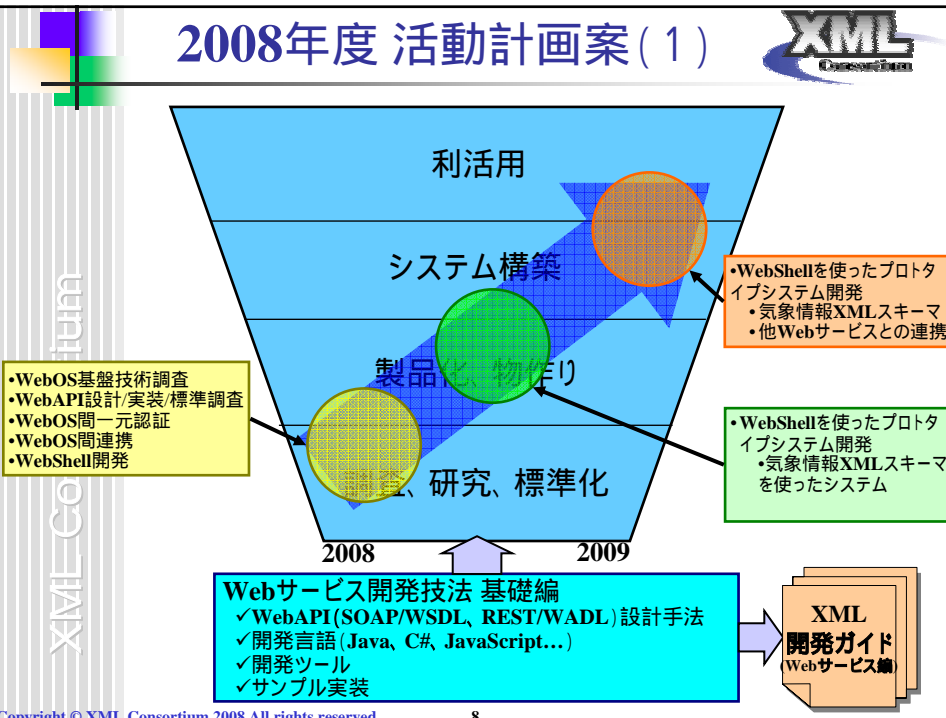 2008年度 活動計画案(1)
XML
Consortium
利活用
システム構築
製品化、物作り
、研究、標準化
2008
2009
•WebOS基盤技術調査
•WebAPI設計/実装/標準調査
•WebOS間一元認証
•WebOS間連携
•WebShell開発
•WebShellを使ったプロトタ
イプシステム開発
•気象情報XMLスキーマ
•他Webサービスとの連携
•WebShellを使ったプロトタ
イプシステム開発
•気象情報XMLスキーマ
を使ったシステム
Webサービス開発技法 基礎編
✓WebAPI(SOAP/WSDL、REST/WADL)設計手法
✓開発言語(Java、C#、JavaScript…)
✓開発ツール
✓サンプル実装
XML
開発ガイド
(Webサービス編)
XML Consortium
Copyright © XML Consortium 2008 All rights reserved
8